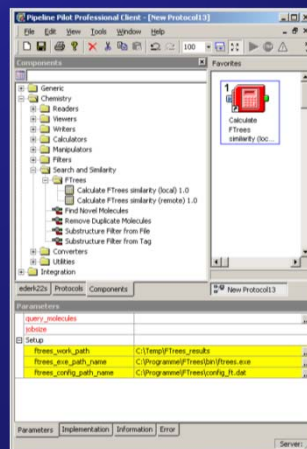 Pipeline Pilot Professional Client - [New Protocol13]
File Edit View Tools Window Help
100
Components
Favorites
Generic
Chemistry
Readers
Viewers
Writers
Calculators
Manipulators
Filters
Search and Similarity
FTrees
Calculate FTrees similarity (local) 1.0
Calculate FTrees similarity (remote) 1.0
Find Novel Molecules
Remove Duplicate Molecules
Substructure Filter from File
Substructure Filter from Tag
Converters
Utilities
Integration
1
Calculate
FTrees
similarity (loc...
ederk22s Protocols Components
New Protocol13
Parameters
query_molecules
jobsize
Setup
ftrees_work_path C:\Temp\FTrees_results
ftrees_exe_path_name C:\Programme\FTrees\bin\ftrees.exe
ftrees_config_path_name C:\Programme\FTrees\config_ft.dat
Parameters Implementation Information Error
Server: